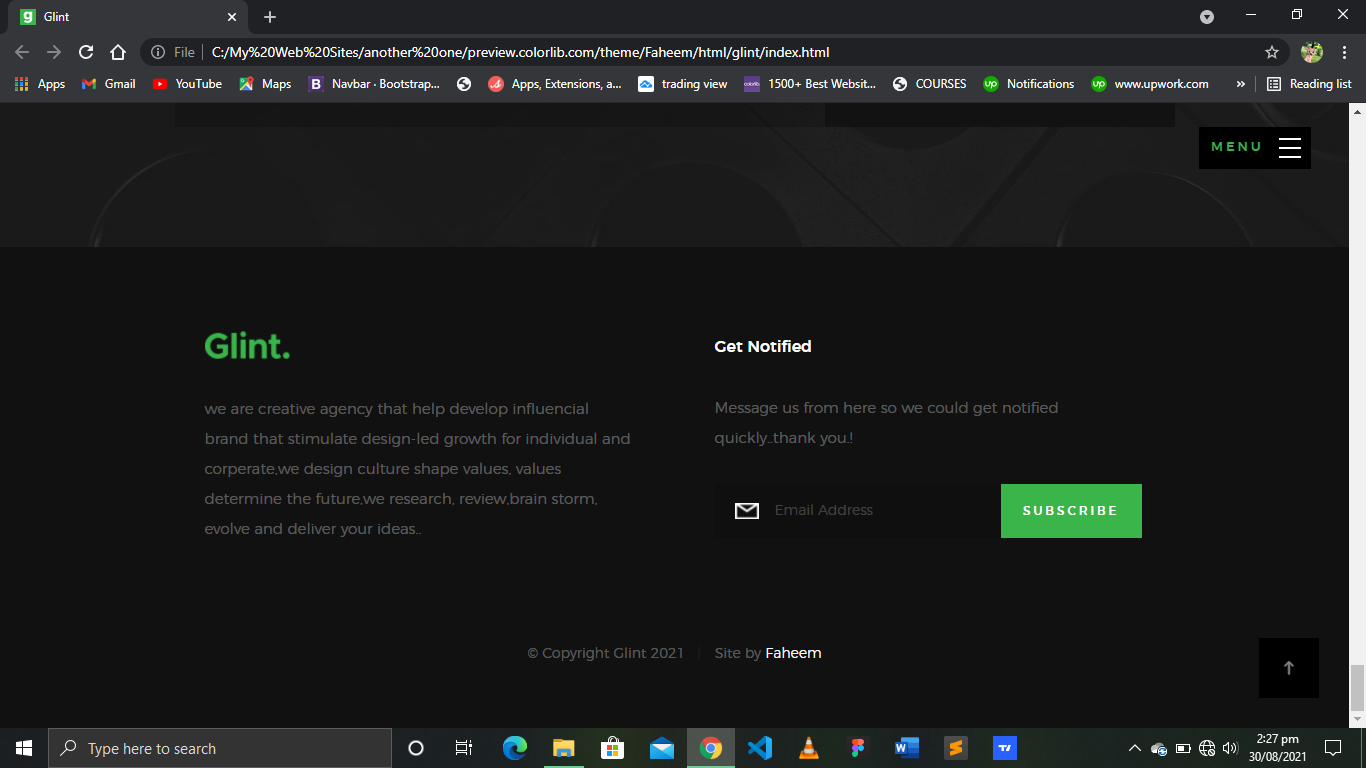 Glint
File
C:/My%20Web%20Sites/another%20one/preview.colorlib.com/theme/Faheem/html/glint/index.html
Apps
Gmail
YouTube
Maps
Navbar · Bootstrap...
Apps, Extensions, a...
trading view
1500+ Best Websit...
COURSES
Notifications
www.upwork.com
»
Reading list
MENU
Glint.
we are creative agency that help develop influencial
brand that stimulate design-led growth for individual and
corperate,we design culture shape values, values
determine the future,we research, review,brain storm,
evolve and deliver your ideas..
Get Notified
Message us from here so we could get notified
quickly..thank you.!
Email Address
SUBSCRIBE
© Copyright Glint 2021
Site by Faheem
Type here to search
2:27 pm
30/08/2021